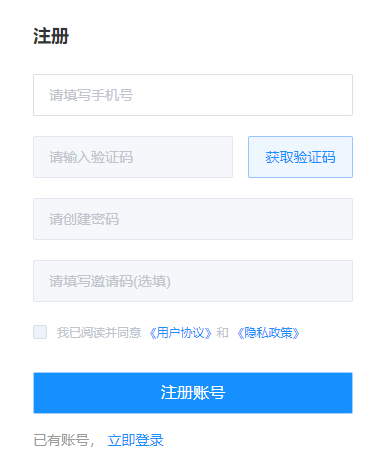 注册
请填写手机号
请输入验证码 获取验证码
请创建密码
请填写邀请码(选填)
我已阅读并同意 《用户协议》和 《隐私政策》
注册账号
已有账号， 立即登录